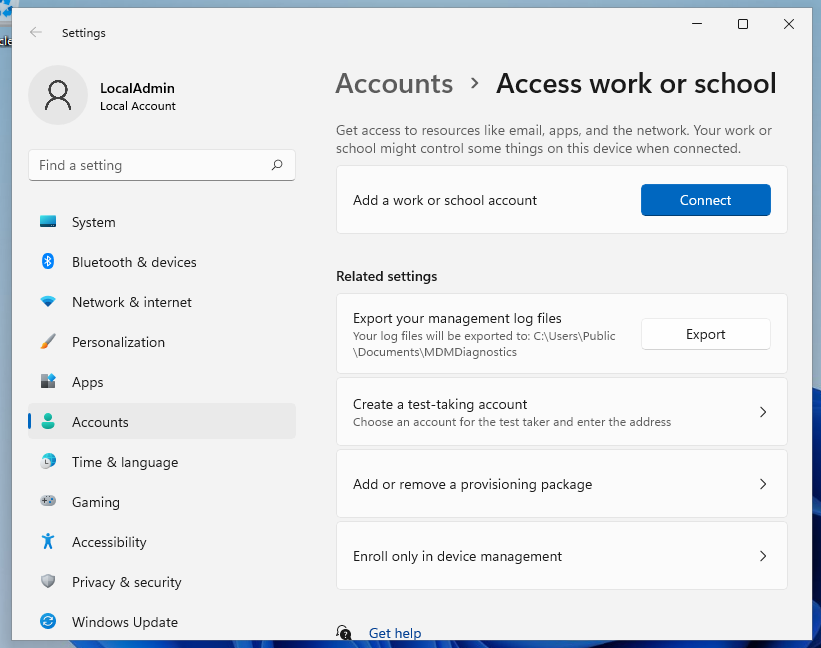 cle
Settings
LocalAdmin
Local Account
Find a setting
System
Bluetooth & devices
Network & internet
Personalization
Apps
Accounts
Time & language
Gaming
Accessibility
Privacy & security
Windows Update
Accounts > Access work or school
Get access to resources like email, apps, and the network. Your work or
school might control some things on this device when connected.
Add a work or school account
Connect
Related settings
Export your management log files
Your log files will be exported to: C:\Users\Public
\Documents\MDMDiagnostics
Export
Create a test-taking account
Choose an account for the test taker and enter the address
Add or remove a provisioning package
Enroll only in device management
Get help